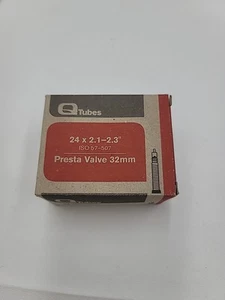 Q Tubes
24 x 2.1-2.3"
ISO 57-507
Presta Valve 32mm